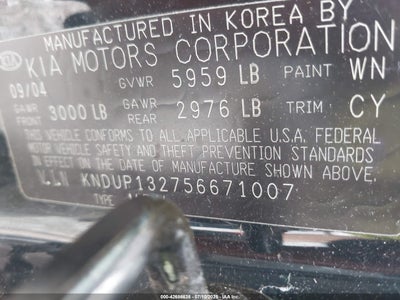 MANUFACTURED IN KOREA BY
KIA MOTORS CORPORATION
KIA
09/04 GVWR 5959 LB PAINT WN
GAWR FRONT 3000 LB GAWR REAR 2976 LB TRIM CY
THIS VEHICLE CONFORMS TO ALL APPLICABLE U.S.A. FEDERAL
MOTOR VEHICLE SAFETY AND THEFT PREVENTION STANDARDS
IN EFFECT ON THE DATE OF MANUFACTURE SHOWN ABOVE.
V.I.N KNDUP132756671007
TYPE